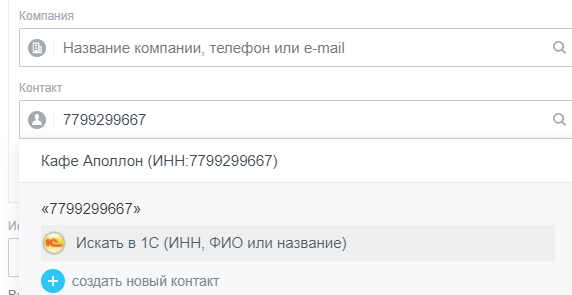 Компания
Название компании, телефон или e-mail
Контакт
7799299667
Кафе Аполлон (ИНН:7799299667)
«7799299667»
1С Искать в 1С (ИНН, ФИО или название)
создать новый контакт